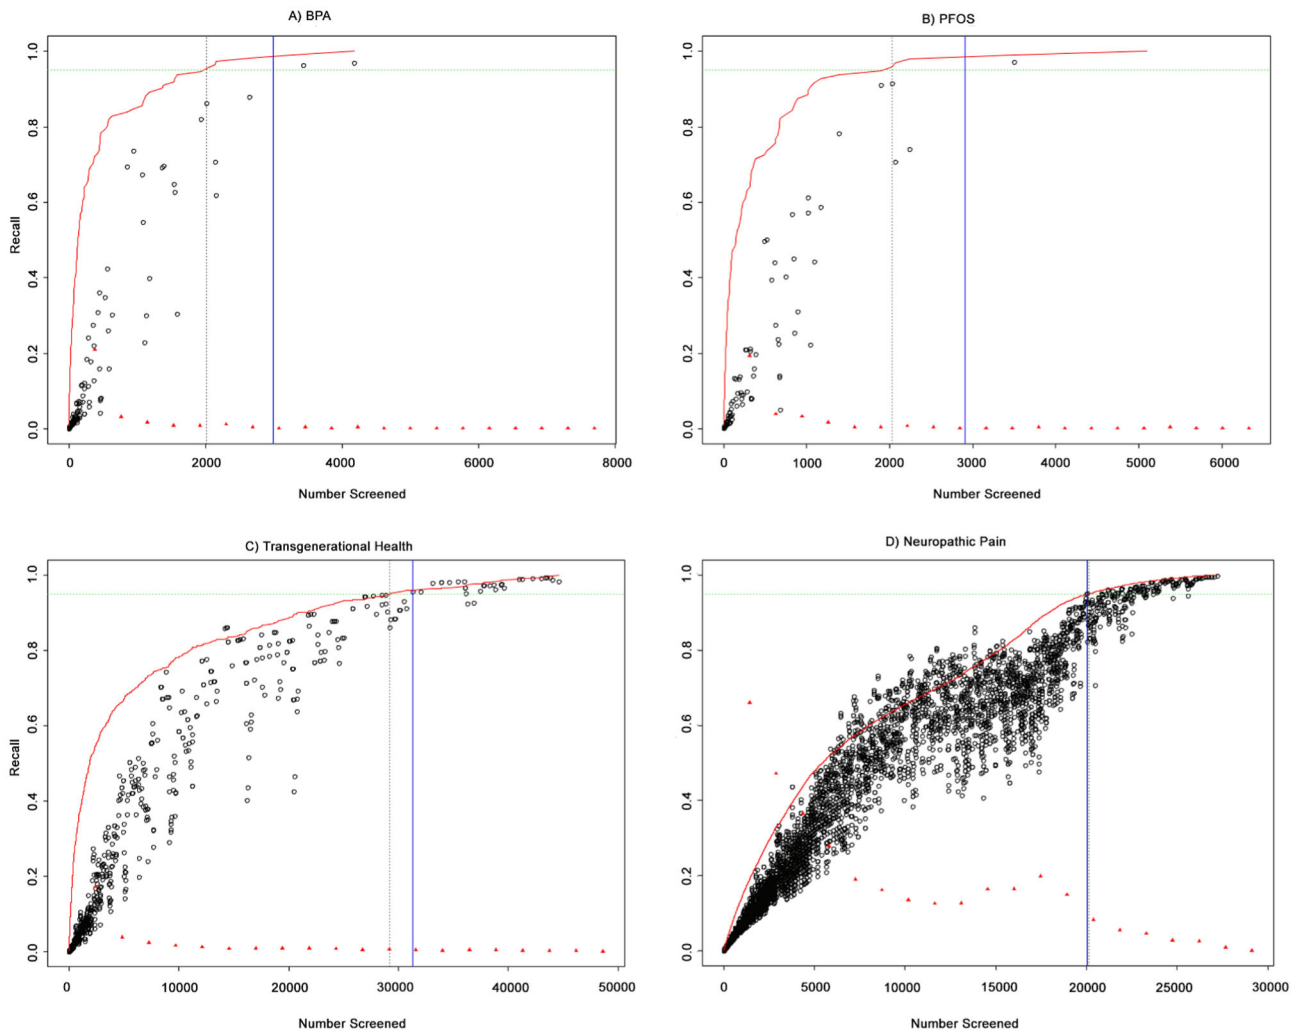 A) BPA
1.0
0.8
0.6
0.4
0.2
0.0
Recall
0 2000 4000 6000 8000
Number Screened
B) PFOS
1.0
0.8
0.6
0.4
0.2
0.0
0 1000 2000 3000 4000 5000 6000
Number Screened
C) Transgenerational Health
1.0
0.8
0.6
0.4
0.2
0.0
Recall
0 10000 20000 30000 40000 50000
Number Screened
D) Neuropathic Pain
1.0
0.8
0.6
0.4
0.2
0.0
0 5000 10000 15000 20000 25000 30000
Number Screened